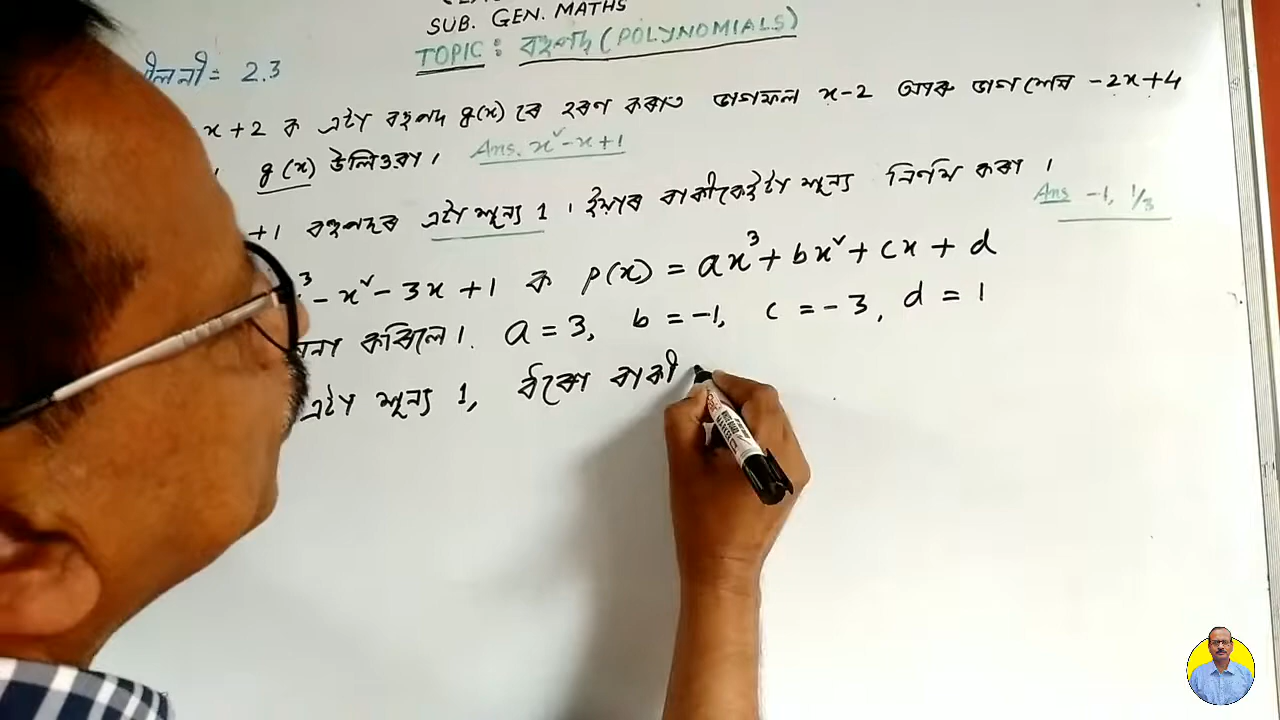 SUB. GEN. MATHS
TOPIC: বহুপদ (POLYNOMIALS)
2.3
x+2 ক এটা বহুপদ g(x) ৰে হৰণ কৰাত ভাগফল x-2 আৰু ভাগশেষ -2x+4
g(x) উলিওৱা। Ans. x²-x+1
+1 বহুপদৰ এটা শূন্য 1। ইয়াৰ বাকীকেইটা শূন্য নিৰ্ণয় কৰা। Ans -1, 1/3
³-x²-3x+1 ক p(x) = ax³+bx²+cx+d
কৰিলে। a=3, b=-1, c=-3, d=1
এটা শূন্য 1, ধৰো বাকী